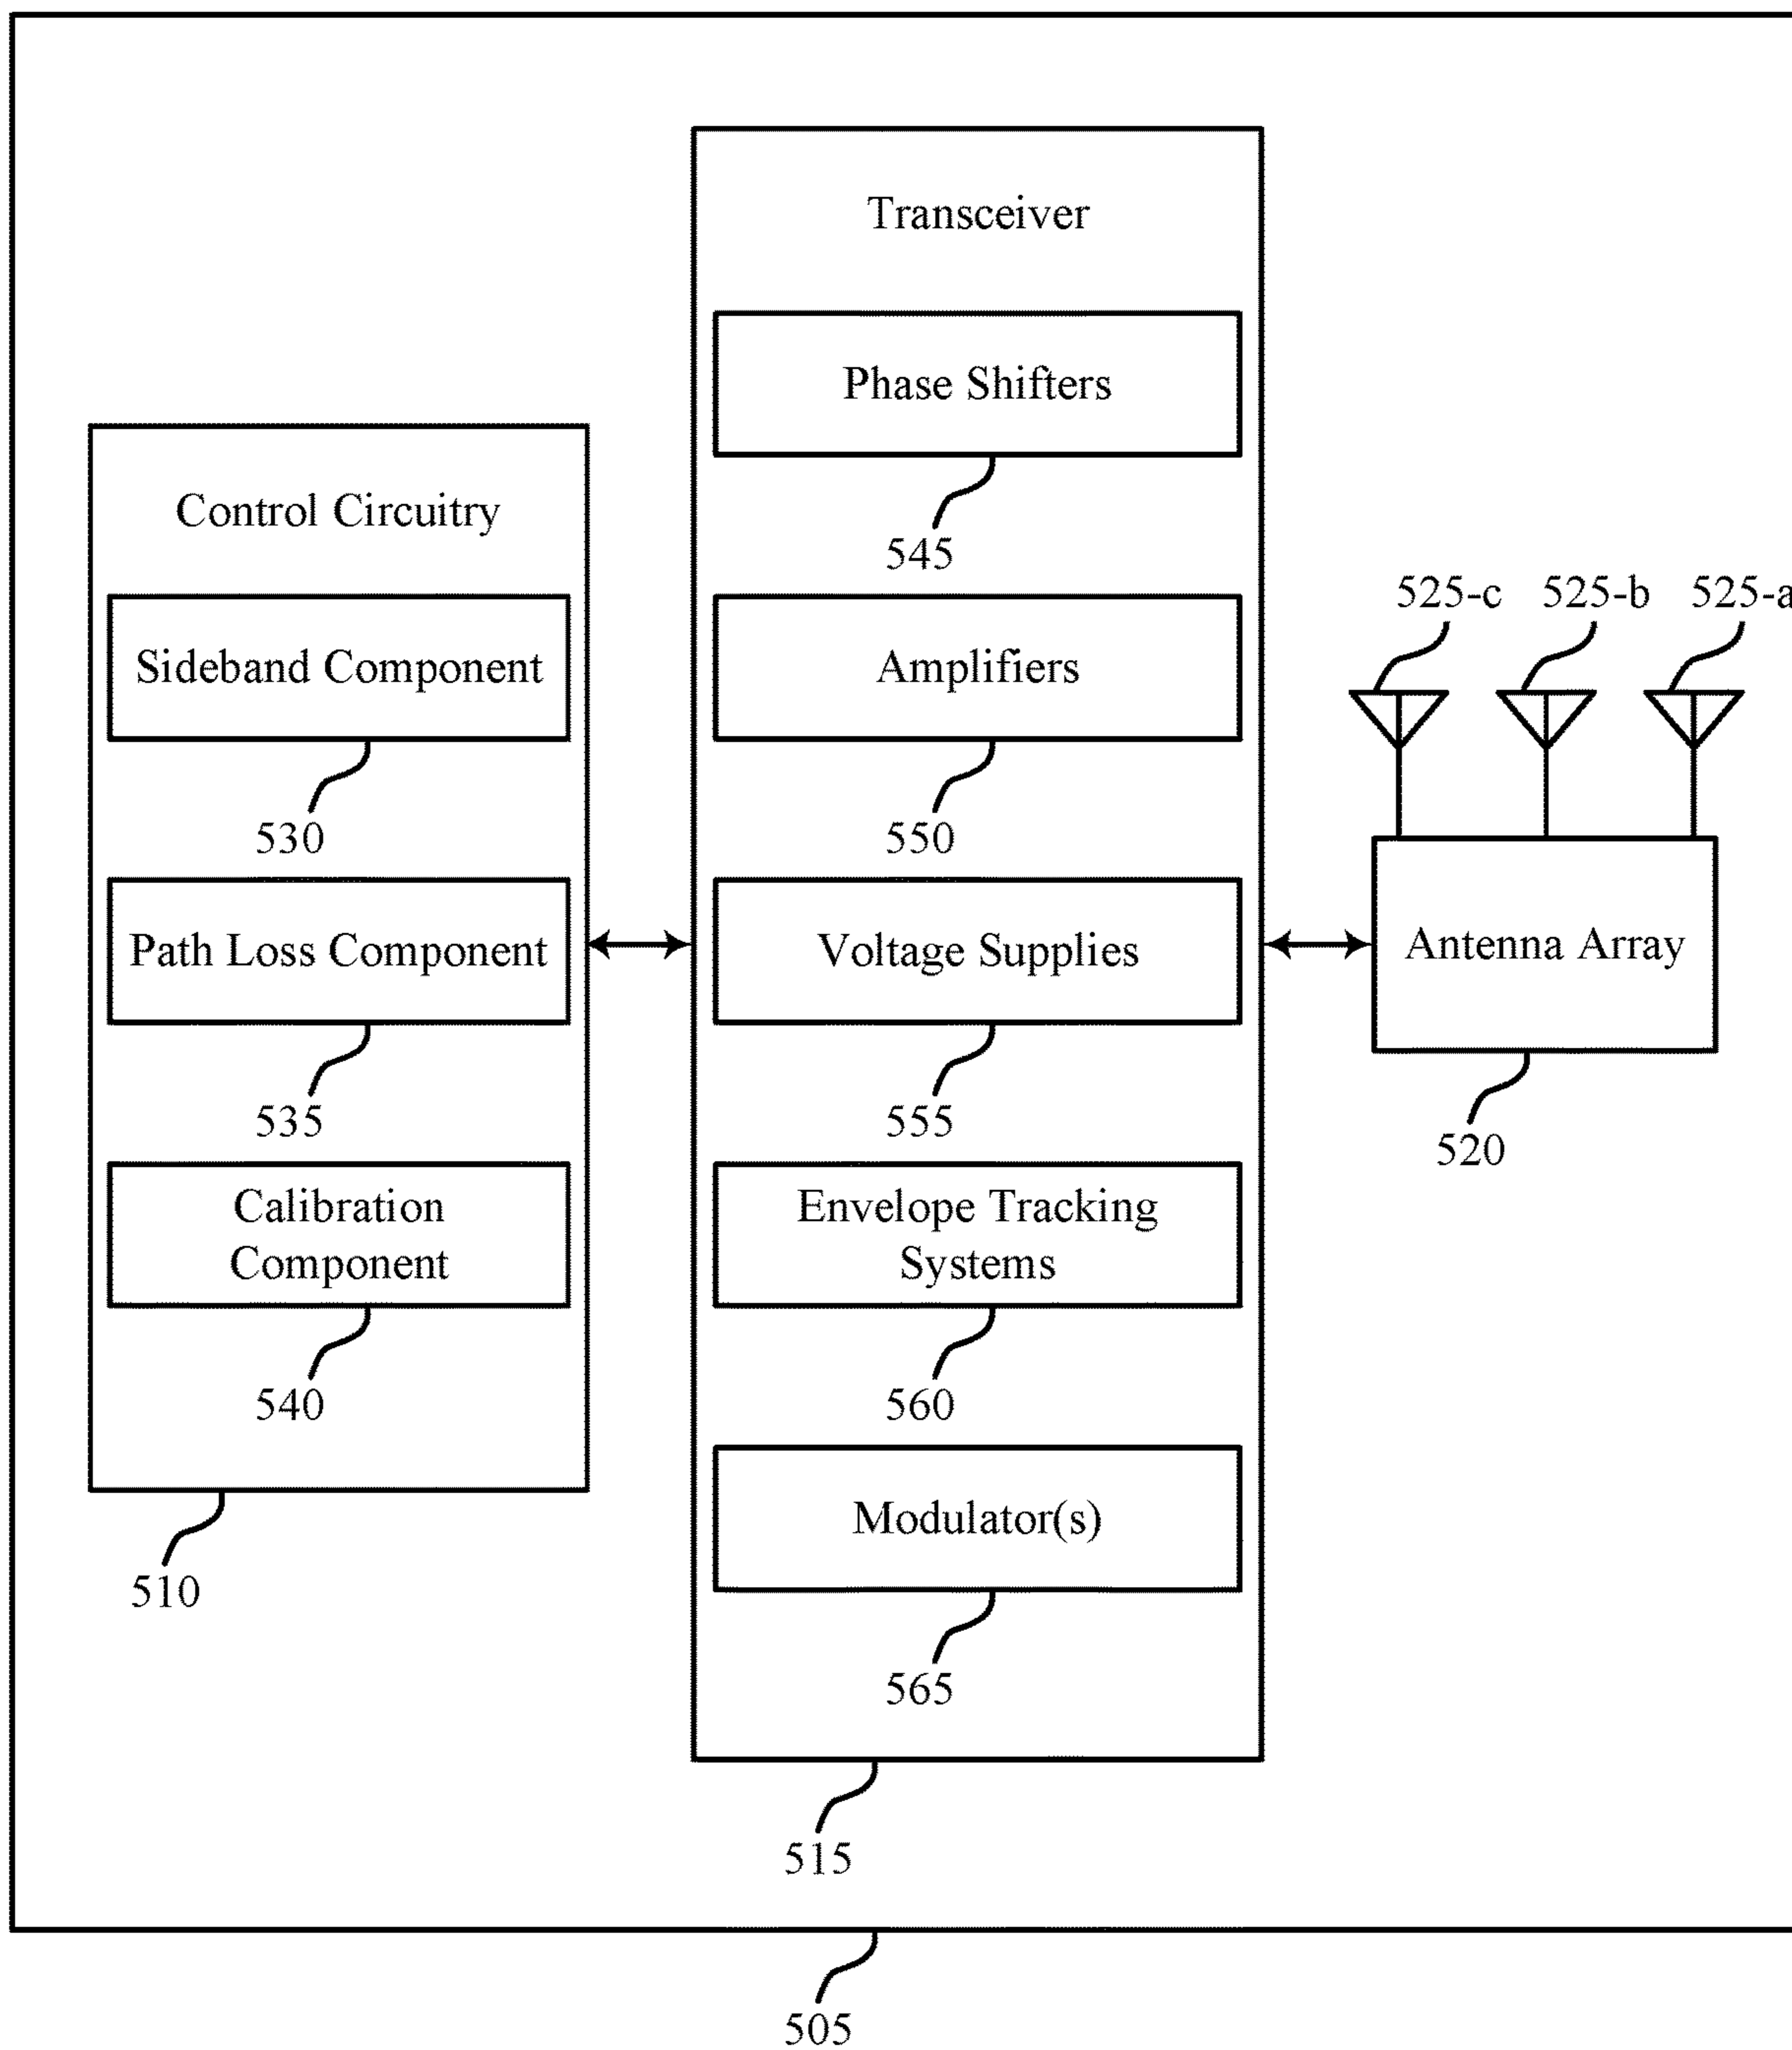 Transceiver
Phase Shifters
545
Control Circuitry
Sideband Component
530
Path Loss Component
535
Calibration
Component
540
510
Amplifiers
550
Voltage Supplies
555
Envelope Tracking
Systems
560
Modulator(s)
565
515
525-c 525-b 525-a
Antenna Array
520
505